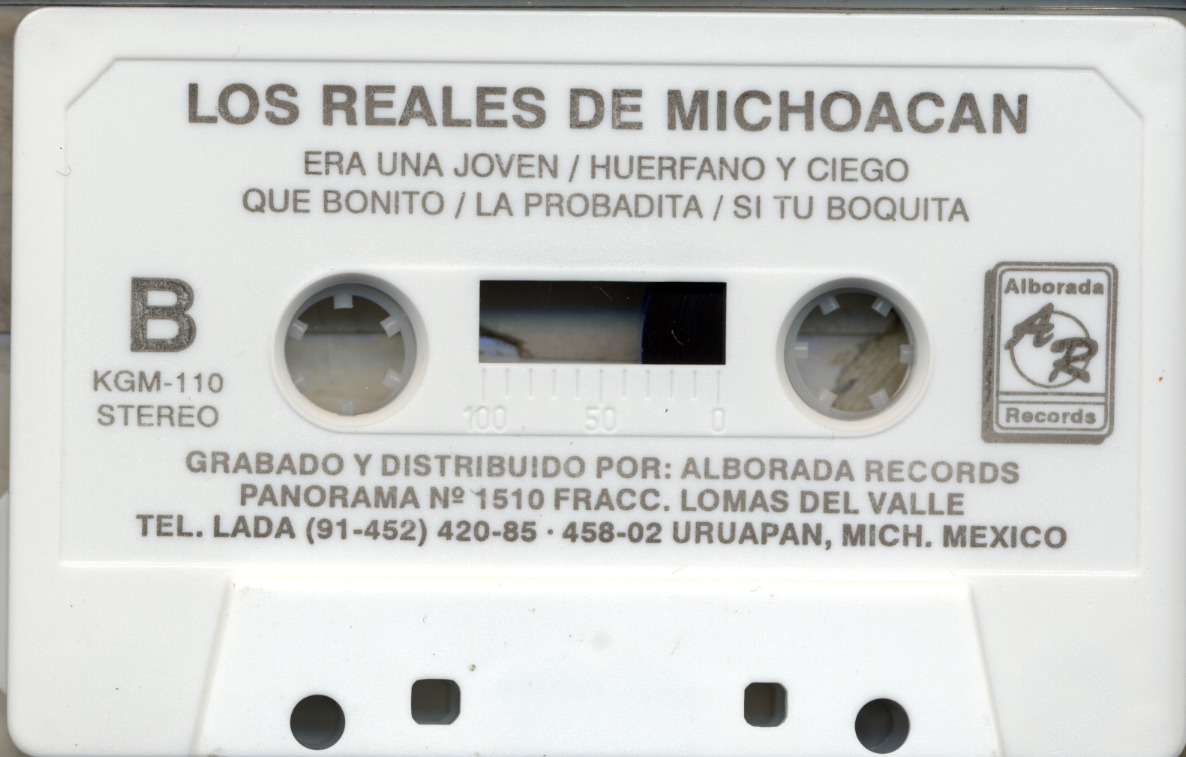 LOS REALES DE MICHOACAN
ERA UNA JOVEN / HUERFANO Y CIEGO
QUE BONITO / LA PROBADITA / SI TU BOQUITA
B
KGM-110
STEREO
100 50 0
Alborada
AR
Records
GRABADO Y DISTRIBUIDO POR: ALBORADA RECORDS
PANORAMA Nº 1510 FRACC. LOMAS DEL VALLE
TEL. LADA (91-452) 420-85 · 458-02 URUAPAN, MICH. MEXICO